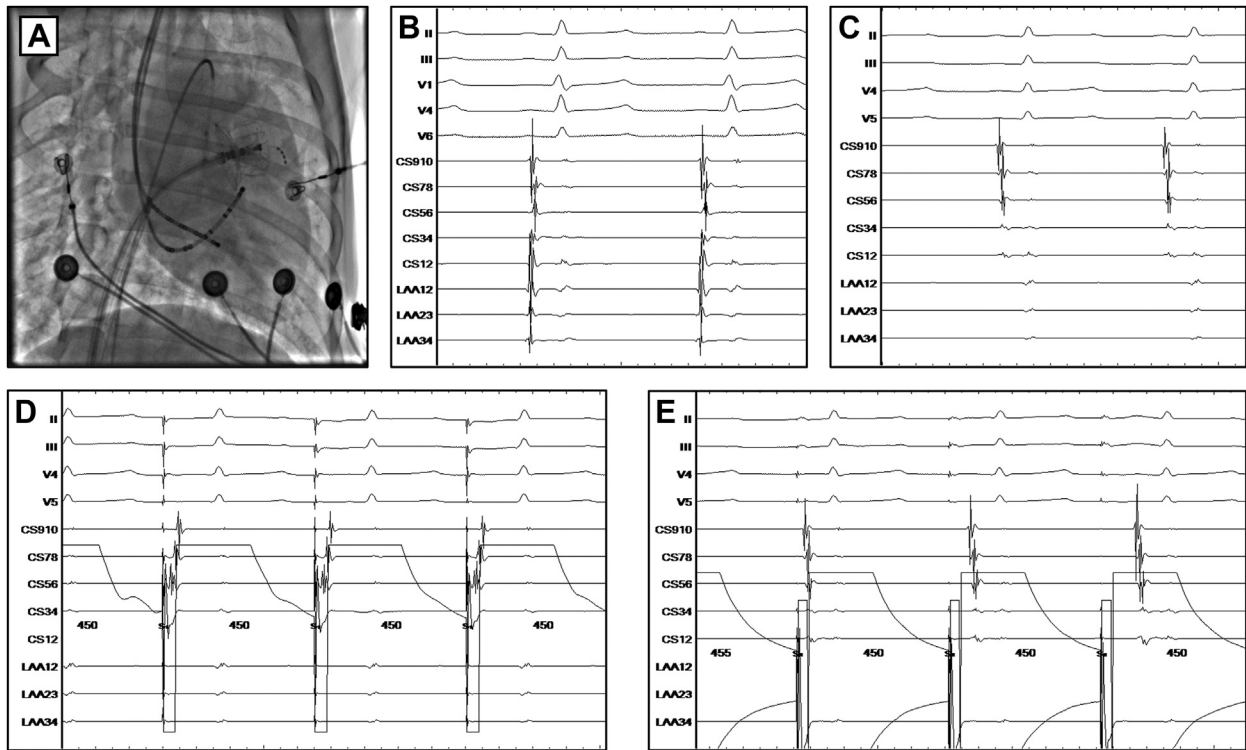 A
B
II
III
V1
V4
V6
CS910
CS78
CS56
CS34
CS12
LAA12
LAA23
LAA34
C
II
III
V4
V5
CS910
CS78
CS56
CS34
CS12
LAA12
LAA23
LAA34
D
II
III
V4
V5
CS910
CS78
CS56
CS34
450 S 450 S 450 S 450
CS12
LAA12
LAA23
LAA34
E
II
III
V4
V5
CS910
CS78
CS56
CS34
CS12
455 S 450 S 450 S 450
LAA12
LAA23
LAA34